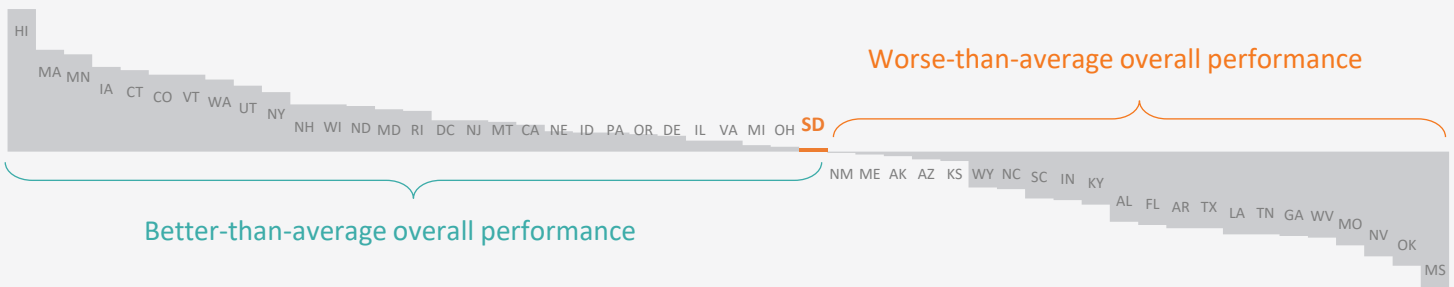 HI
MA MN IA CT CO VT WA UT NY NH WI ND MD RI DC NJ MT CA NE ID PA OR DE IL VA MI OH SD
Worse-than-average overall performance
NM ME AK AZ KS WY NC SC IN KY AL FL AR TX LA TN GA WV MO NV OK MS
Better-than-average overall performance